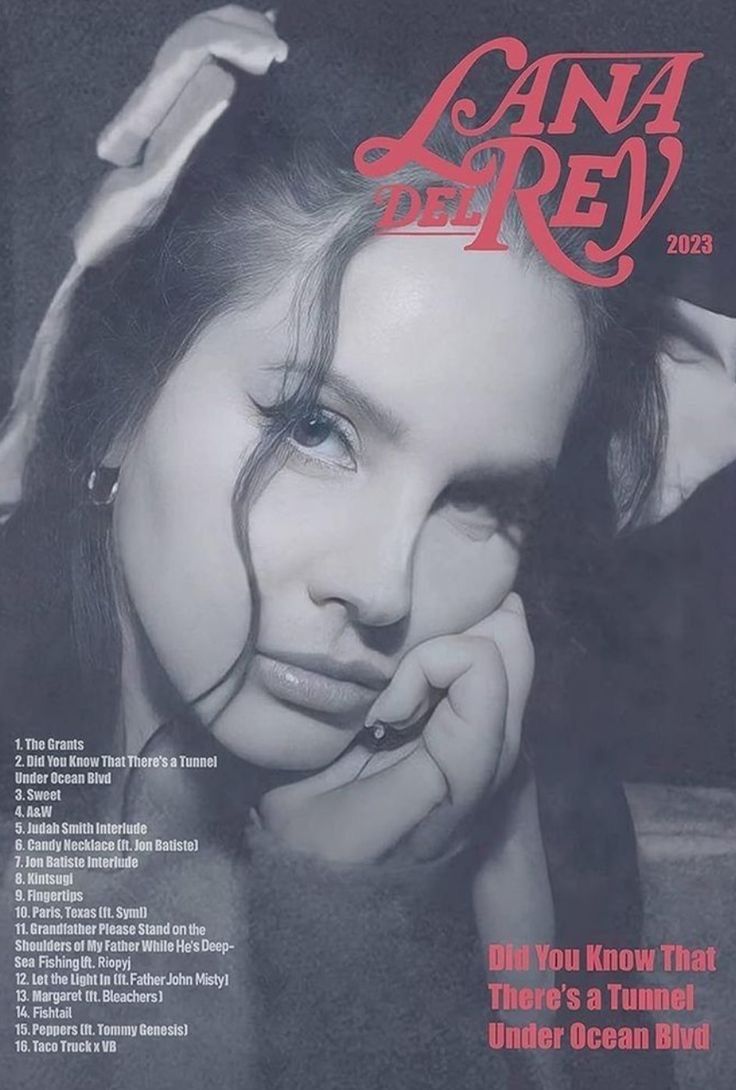 LANA
DEL REY
2023
1. The Grants
2. Did You Know That There's a Tunnel
Under Ocean Blvd
3. Sweet
4. A&W
5. Judah Smith Interlude
6. Candy Necklace (ft. Jon Batiste)
7. Jon Batiste Interlude
8. Kintsugi
9. Fingertips
10. Paris, Texas (ft. Syml)
11. Grandfather Please Stand on the
Shoulders of My Father While He's Deep-
Sea Fishing(ft. Riopyj
12. Let the Light In (ft. Father John Misty)
13. Margaret (ft. Bleachers)
14. Fishtail
15. Peppers (ft. Tommy Genesis)
16. Taco Truck x VB
Did You Know That
There's a Tunnel
Under Ocean Blvd